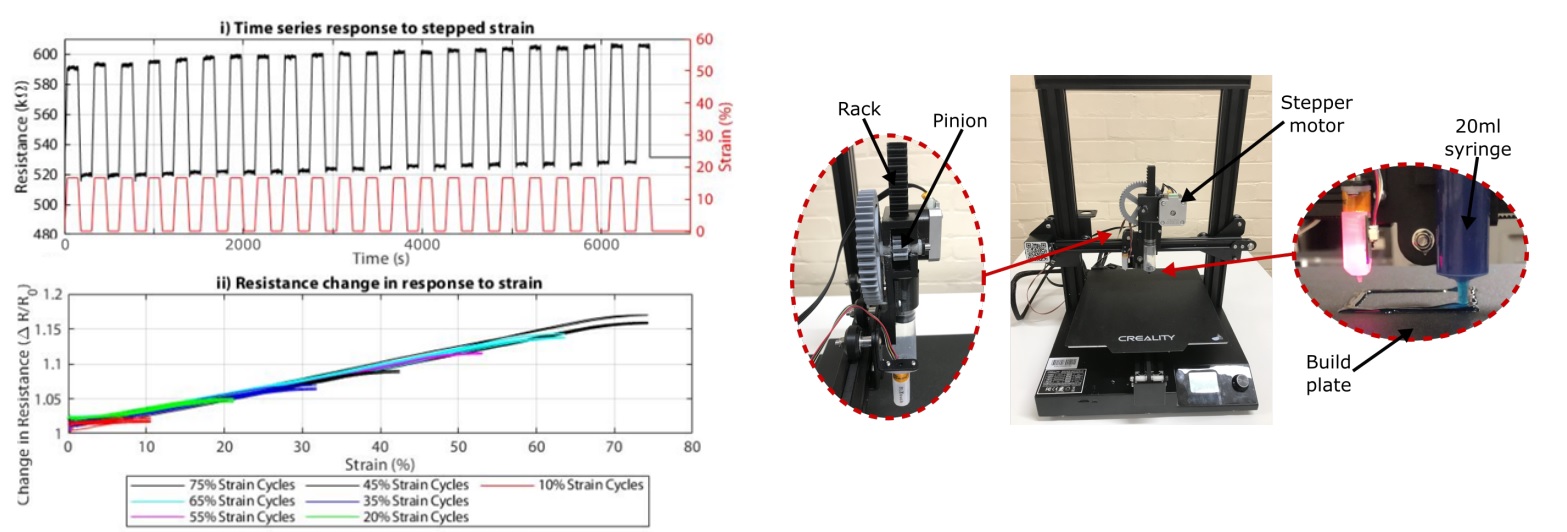 i) Time series response to stepped strain
Resistance (kΩ)
600
580
560
540
520
500
480
60
50
40
30
20
10
0
Strain (%)
0
2000
4000
6000
Time (s)
ii) Resistance change in response to strain
Change in Resistance (Δ R/R0)
1.2
1.15
1.1
1.05
1
0
10
20
30
40
50
60
70
80
Strain (%)
75% Strain Cycles
45% Strain Cycles
10% Strain Cycles
65% Strain Cycles
35% Strain Cycles
55% Strain Cycles
20% Strain Cycles
Rack
Pinion
Stepper
motor
20ml
syringe
CREALITY
Build
plate